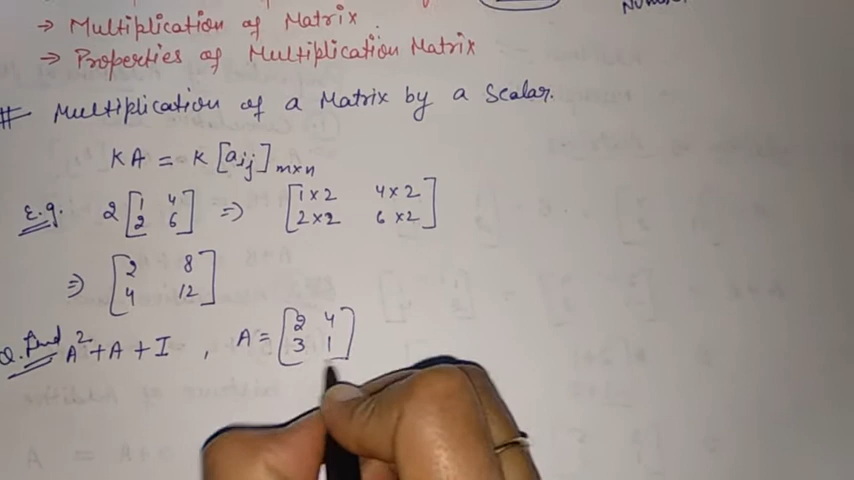 → Multiplication of Matrix.
→ Properties of Multiplication Matrix
# Multiplication of a Matrix by a Scalar.
KA = K [aij]m×n
E.g. 2 [1 4 2 6] ⇒ [1×2 4×2 2×2 6×2]
⇒ [2 8 4 12]
Q. Find A² + A + I , A = [2 4 3 1]